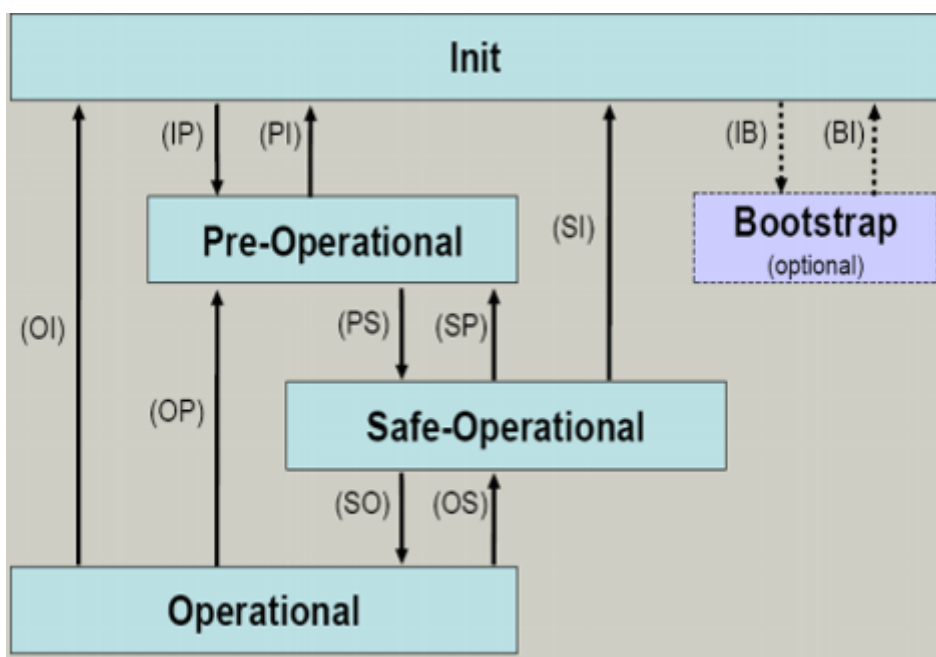 Init
(IP)
(PI)
(IB)
(BI)
Pre-Operational
(SI)
Bootstrap
(optional)
(OI)
(PS)
(SP)
(OP)
Safe-Operational
(SO)
(OS)
Operational